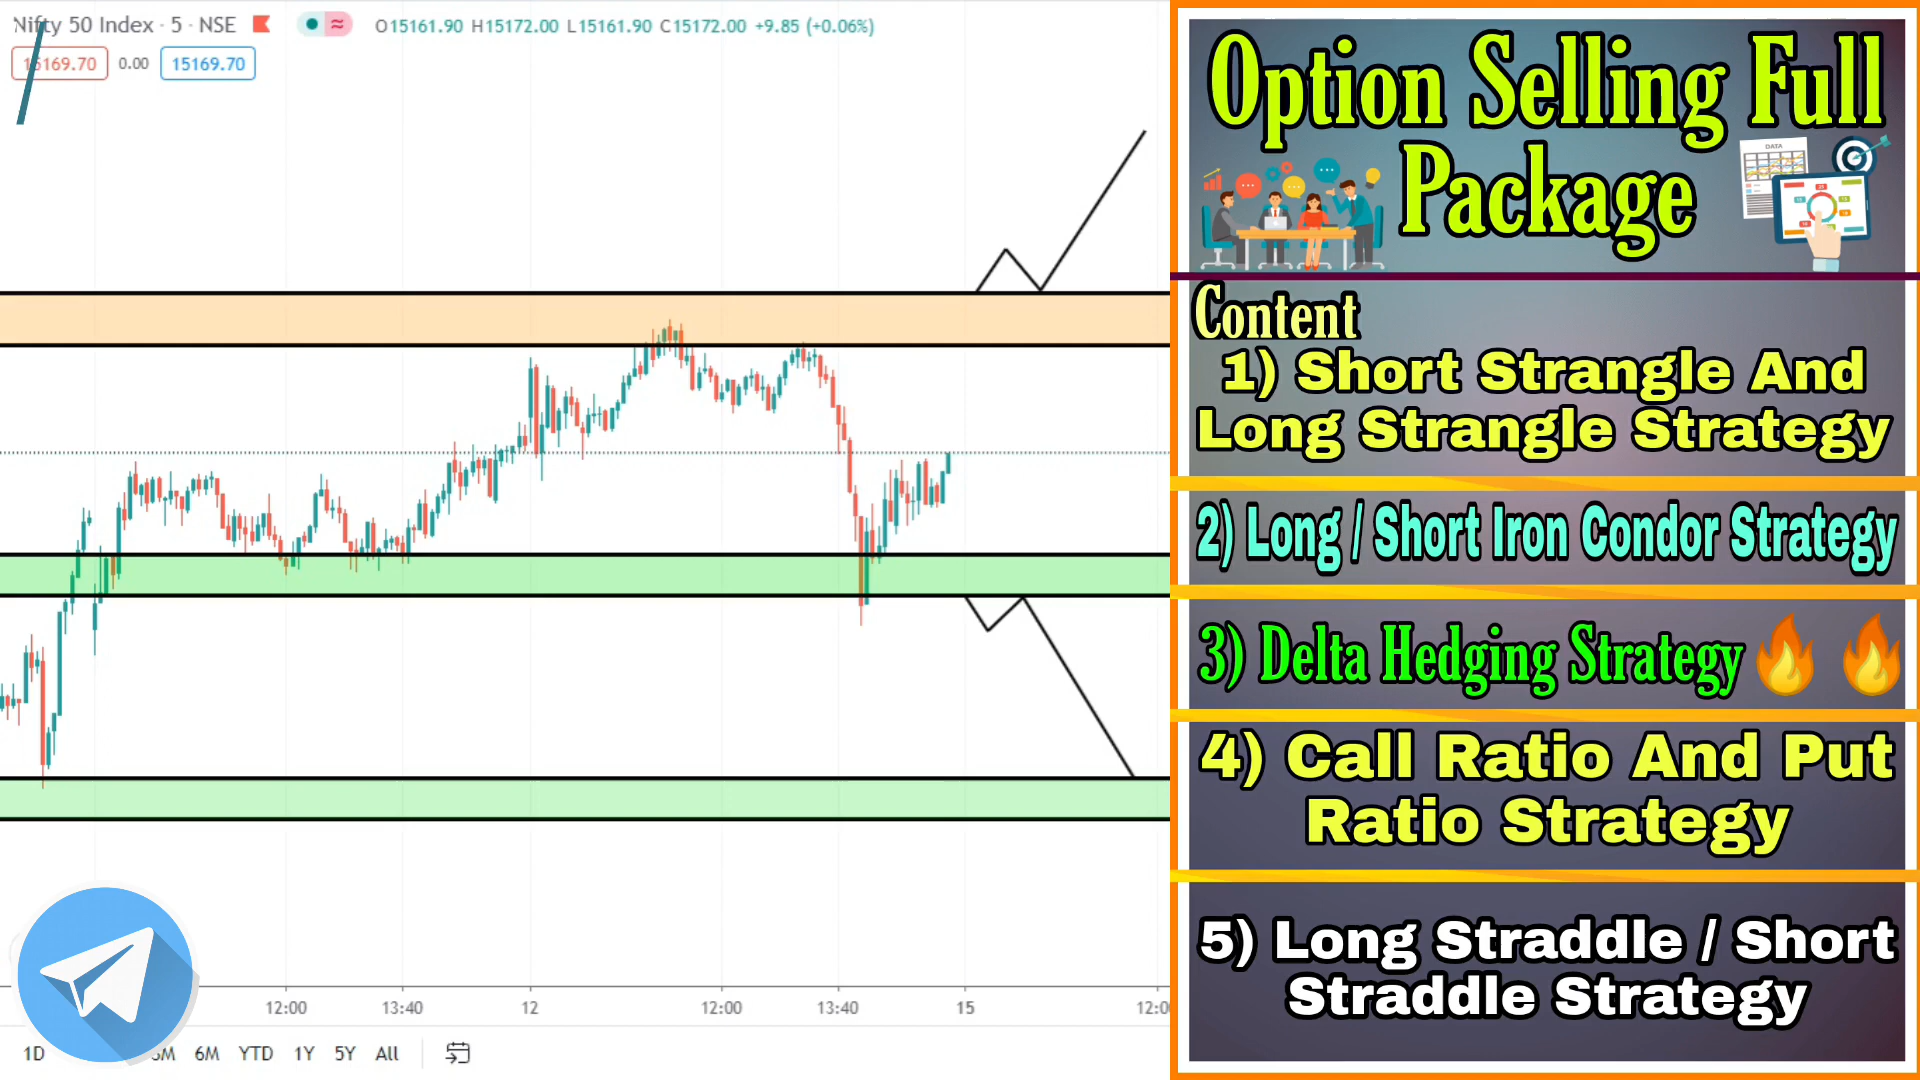 Nifty 50 Index · 5 · NSE
O15161.90 H15172.00 L15161.90 C15172.00 +9.85 (+0.06%)
15169.70 0.00 15169.70
12:00 13:40 12 12:00 13:40 15
1D 6M YTD 1Y 5Y All
Option Selling Full
Package
DATA
Content
1) Short Strangle And
Long Strangle Strategy
2) Long / Short Iron Condor Strategy
3) Delta Hedging Strategy
4) Call Ratio And Put
Ratio Strategy
5) Long Straddle / Short
Straddle Strategy